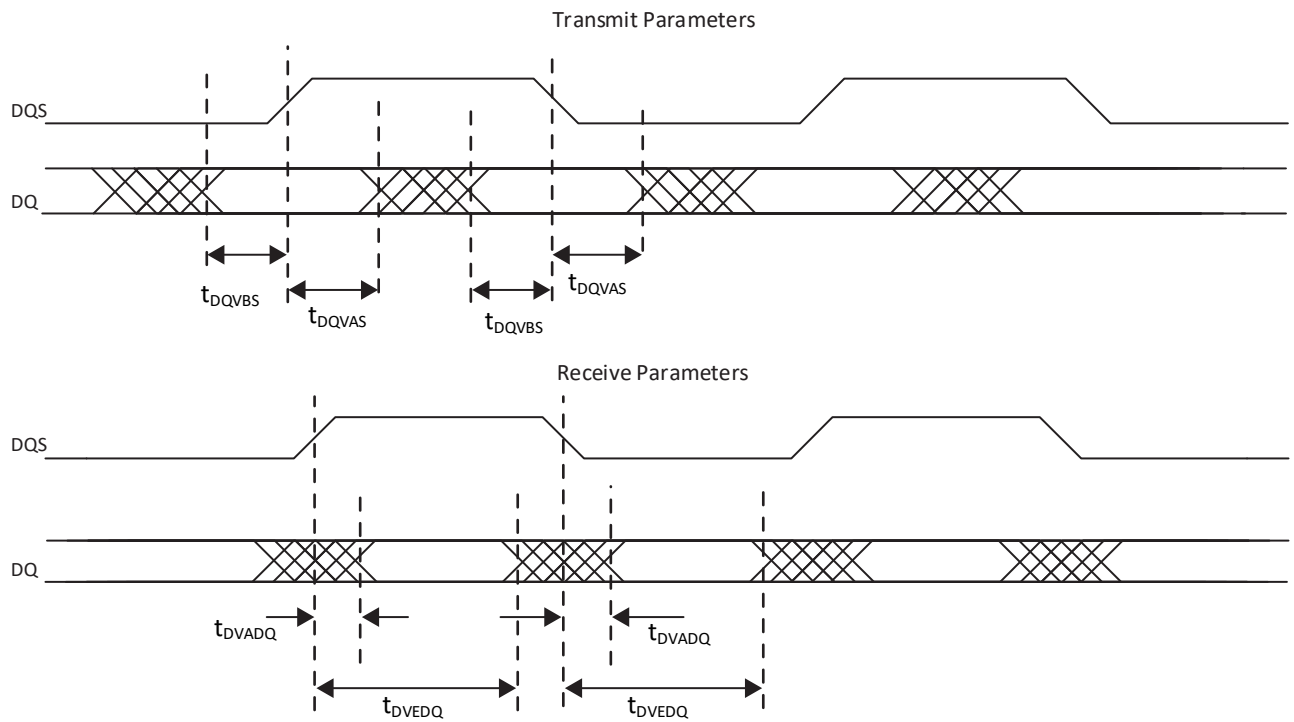 Transmit Parameters
DQS
DQ
tDQVBS
tDQVAS
tDQVBS
tDQVAS
Receive Parameters
DQS
DQ
tDVADQ
tDVADQ
tDVEDQ
tDVEDQ